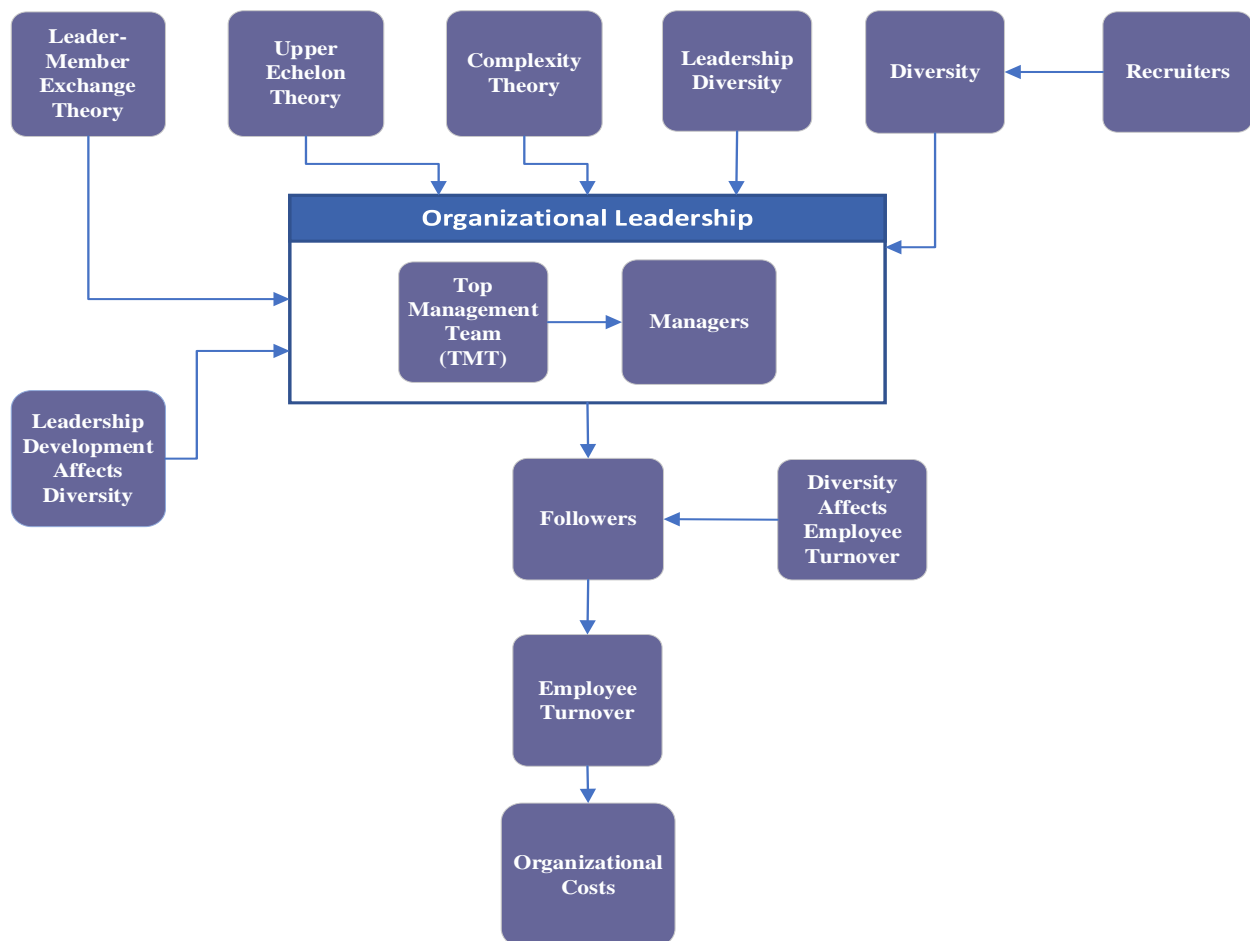 Leader-
Member
Exchange
Theory
Upper
Echelon
Theory
Complexity
Theory
Leadership
Diversity
Diversity
Recruiters
Organizational Leadership
Top
Management
Team
(TMT)
Managers
Leadership
Development
Affects
Diversity
Followers
Diversity
Affects
Employee
Turnover
Employee
Turnover
Organizational
Costs